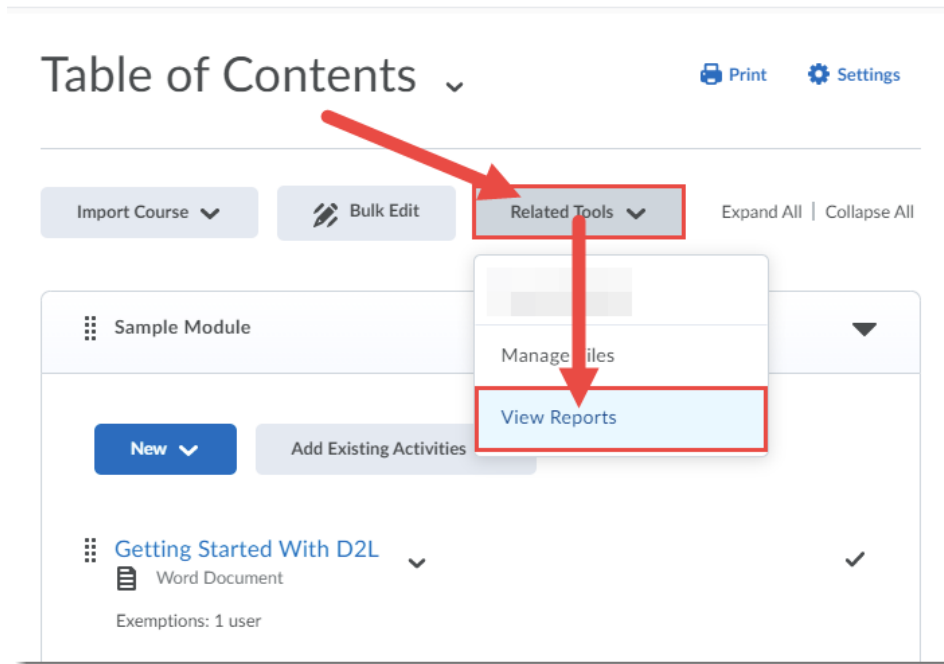 Table of Contents
Print
Settings
Import Course
Bulk Edit
Related Tools
Expand All | Collapse All
Sample Module
Manage Files
View Reports
New
Add Existing Activities
Getting Started With D2L
Word Document
Exemptions: 1 user